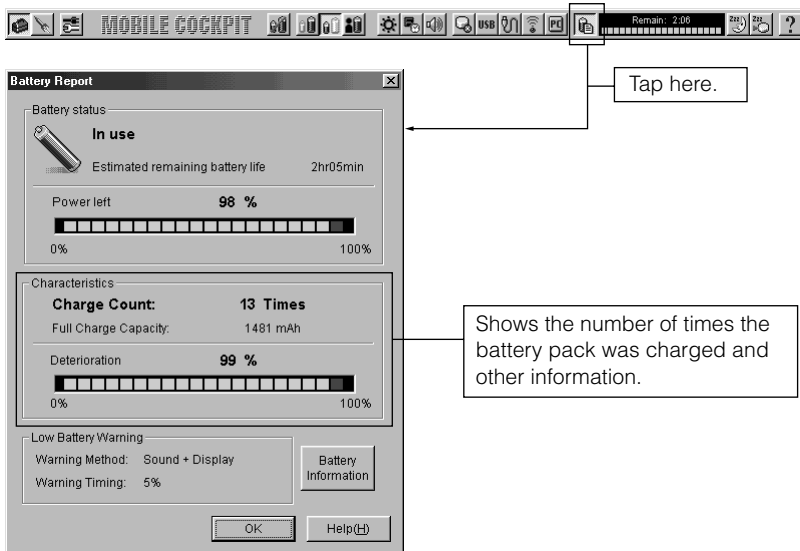 MOBILE COCKPIT
USB
PC
Remain: 2:06
zzz
zzz
?
Tap here.
Battery Report
Battery status
In use
Estimated remaining battery life 2hr05min
Power left 98 %
0% 100%
Characteristics
Charge Count: 13 Times
Full Charge Capacity: 1481 mAh
Deterioration 99 %
0% 100%
Shows the number of times the
battery pack was charged and
other information.
Low Battery Warning
Warning Method: Sound + Display
Warning Timing: 5%
Battery
Information
OK Help(H)